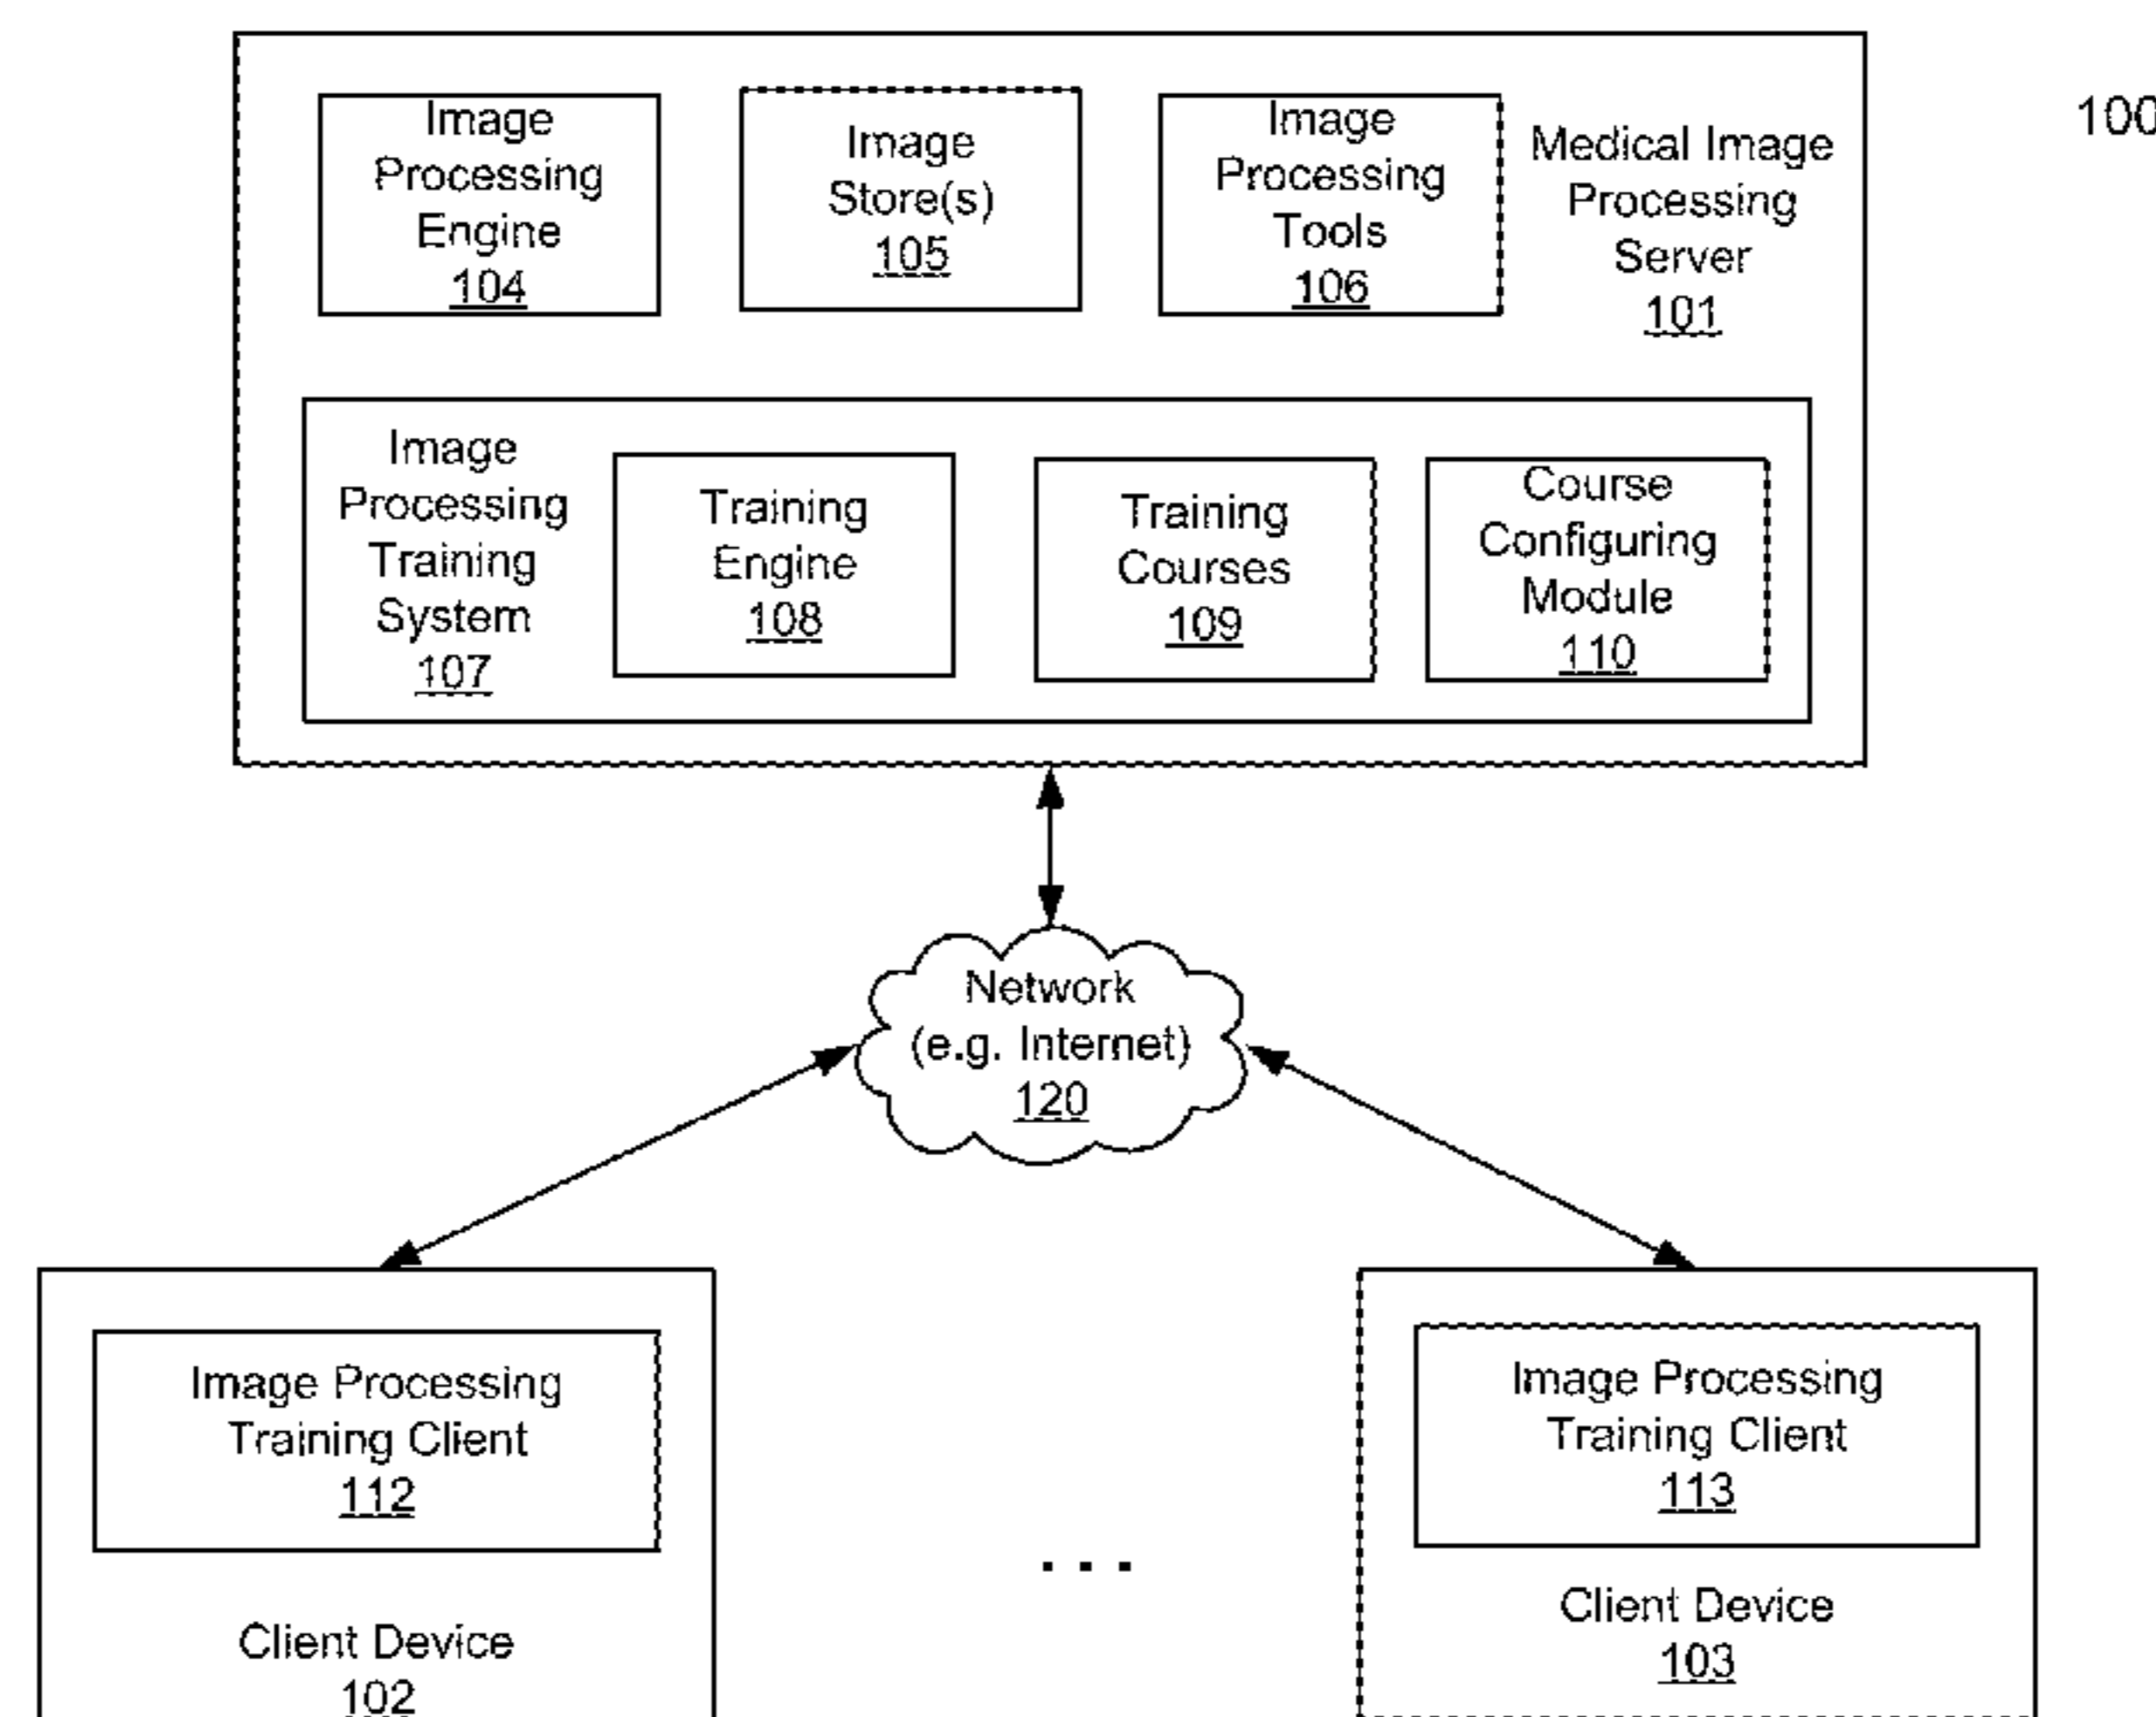 100
Image
Processing
Engine
104
Image
Store(s)
105
Image
Processing
Tools
106
Medical Image
Processing
Server
101
Image
Processing
Training
System
107
Training
Engine
108
Training
Courses
109
Course
Configuring
Module
110
Network
(e.g. Internet)
120
Image Processing
Training Client
112
Client Device
102
. . .
Image Processing
Training Client
113
Client Device
103